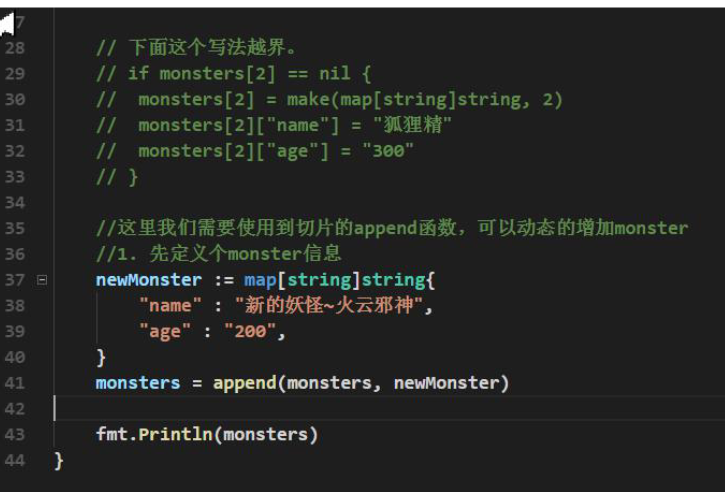 7
28 // 下面这个写法越界。
29 // if monsters[2] == nil {
30 // monsters[2] = make(map[string]string, 2)
31 // monsters[2]["name"] = "狐狸精"
32 // monsters[2]["age"] = "300"
33 // }
34
35 //这里我们需要使用到切片的append函数，可以动态的增加monster
36 //1. 先定义个monster信息
37 newMonster := map[string]string{
38 "name" : "新的妖怪~火云邪神",
39 "age" : "200",
40 }
41 monsters = append(monsters, newMonster)
42
43 fmt.Println(monsters)
44 }